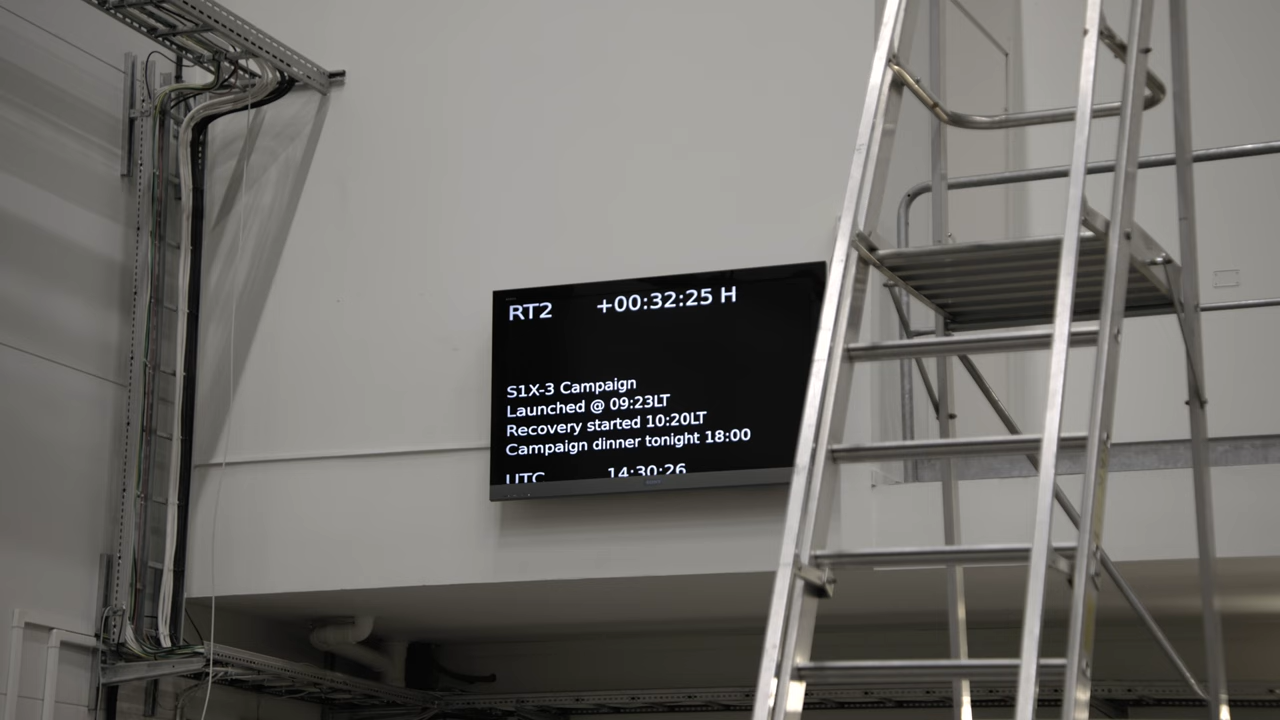 RT2 +00:32:25 H
S1X-3 Campaign
Launched @ 09:23LT
Recovery started 10:20LT
Campaign dinner tonight 18:00
UTC 14:30:26